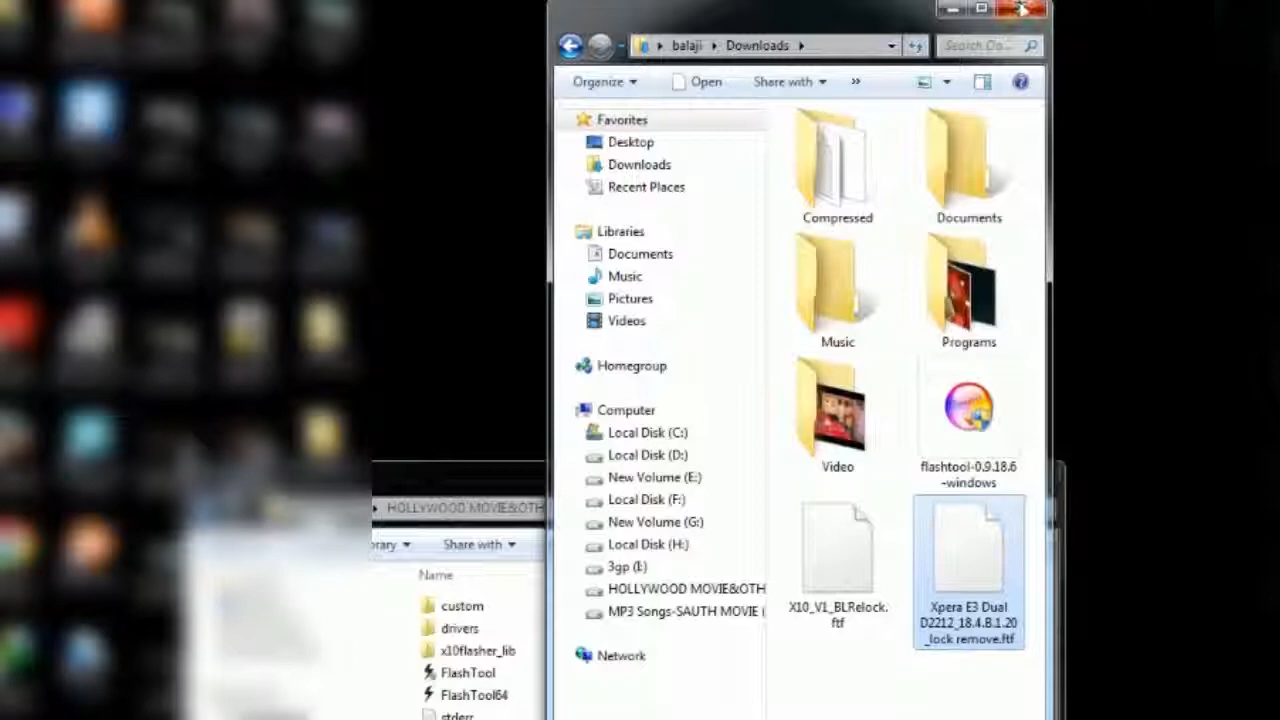 balaji
Downloads
Search Do...
Organize
Open
Share with
»
Favorites
Desktop
Downloads
Recent Places
Libraries
Documents
Music
Pictures
Videos
Homegroup
Computer
Local Disk (C:)
Local Disk (D:)
New Volume (E:)
Local Disk (F:)
New Volume (G:)
Local Disk (H:)
3gp (I:)
HOLLYWOOD MOVIE&OTH
MP3 Songs-SAUTH MOVIE (
Network
Compressed
Documents
Music
Programs
Video
flashtool-0.9.18.6
-windows
X10_V1_BLRelock.
ftf
Xpera E3 Dual
D2212_18.4.B.1.20
_lock remove.ftf
HOLLYWOOD MOVIE&OTH
brary
Share with
Name
custom
drivers
x10flasher_lib
FlashTool
FlashTool64
stderr